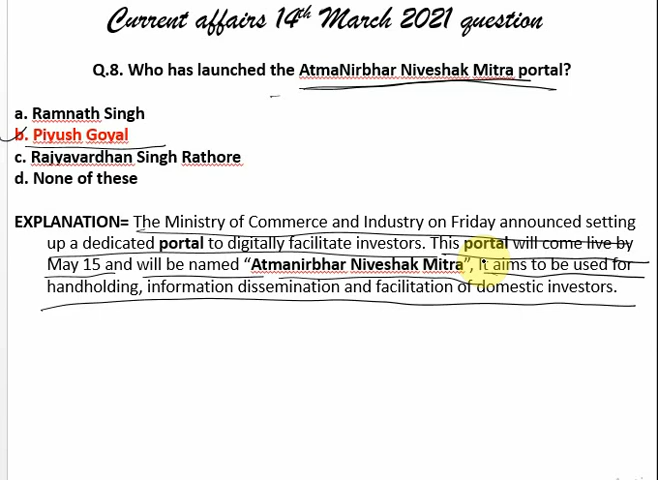 Current affairs 14th March 2021 question
Q.8. Who has launched the AtmaNirbhar Niveshak Mitra portal?
a. Ramnath Singh
b. Piyush Goyal
c. Rajyavardhan Singh Rathore
d. None of these
EXPLANATION= The Ministry of Commerce and Industry on Friday announced setting
up a dedicated portal to digitally facilitate investors. This portal will come live by
May 15 and will be named “Atmanirbhar Niveshak Mitra”, It aims to be used for
handholding, information dissemination and facilitation of domestic investors.